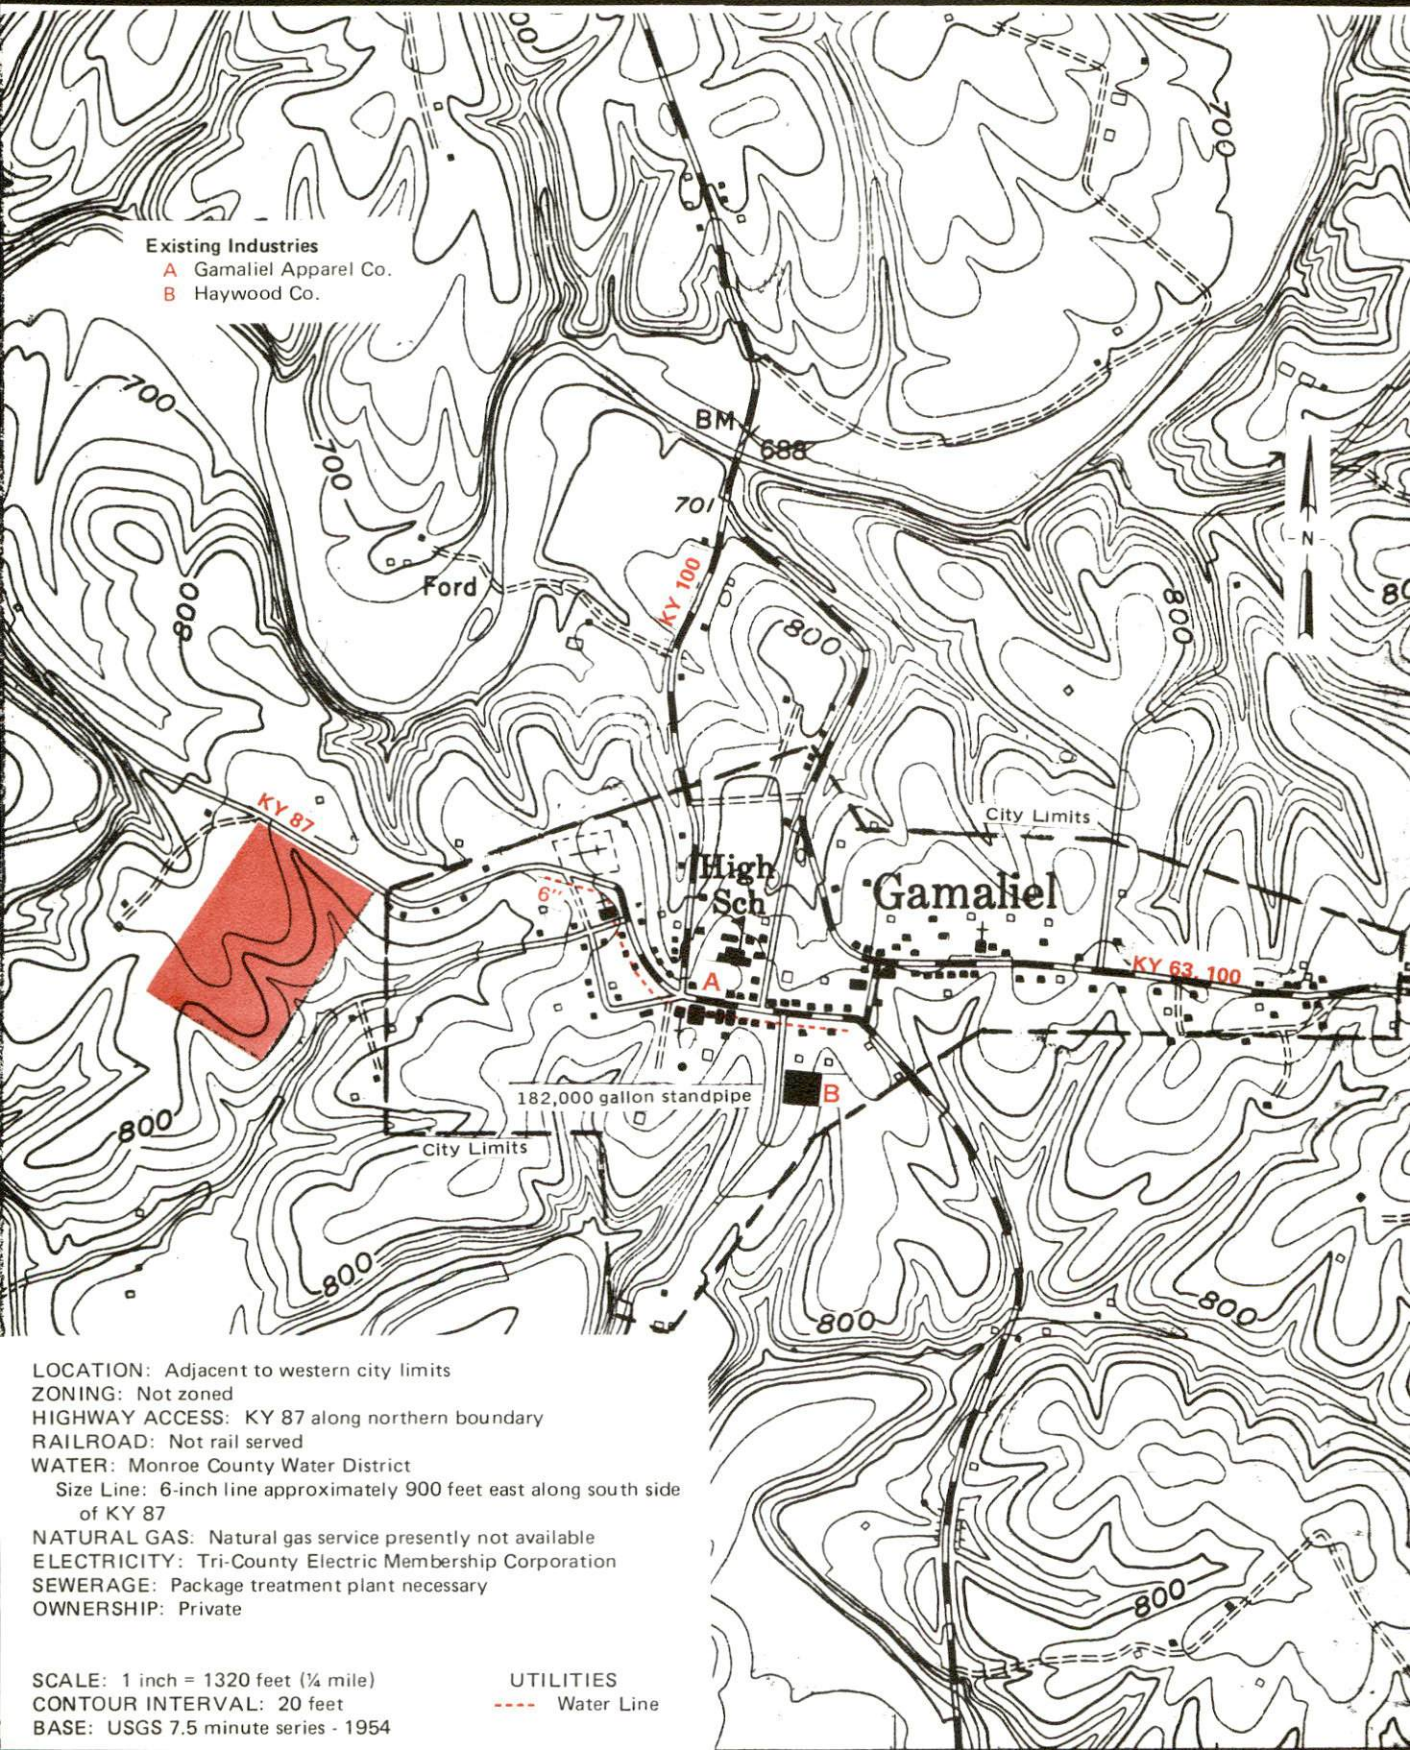 700
700
Existing Industries
A Gamaliel Apparel Co.
B Haywood Co.
700
700
BM
688
701
N
Ford
KY 100
800
800
800
80
KY 87
City Limits
High
Sch
Gamaliel
6"
KY 63, 100
A
182,000 gallon standpipe
B
800
City Limits
800
800
800
800
LOCATION: Adjacent to western city limits
ZONING: Not zoned
HIGHWAY ACCESS: KY 87 along northern boundary
RAILROAD: Not rail served
WATER: Monroe County Water District
Size Line: 6-inch line approximately 900 feet east along south side
of KY 87
NATURAL GAS: Natural gas service presently not available
ELECTRICITY: Tri-County Electric Membership Corporation
SEWERAGE: Package treatment plant necessary
OWNERSHIP: Private
SCALE: 1 inch = 1320 feet (¼ mile)
CONTOUR INTERVAL: 20 feet
BASE: USGS 7.5 minute series - 1954
UTILITIES
Water Line